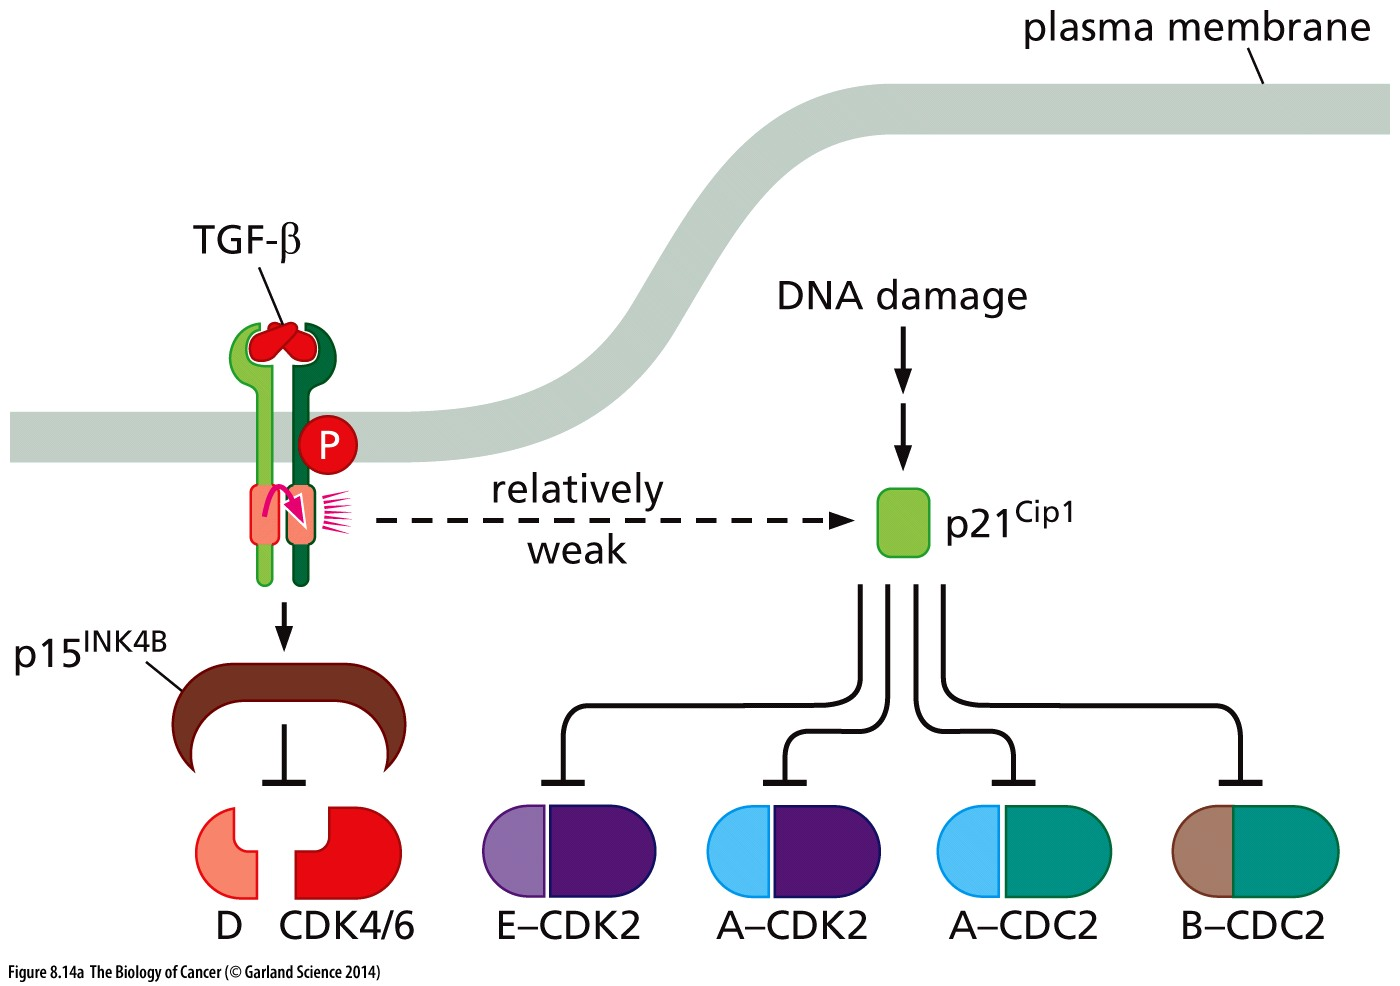 plasma membrane
TGF-β
DNA damage
P
relatively
weak
p21Cip1
p15INK4B
D
CDK4/6
E–CDK2
A–CDK2
A–CDC2
B–CDC2
Figure 8.14a The Biology of Cancer (© Garland Science 2014)